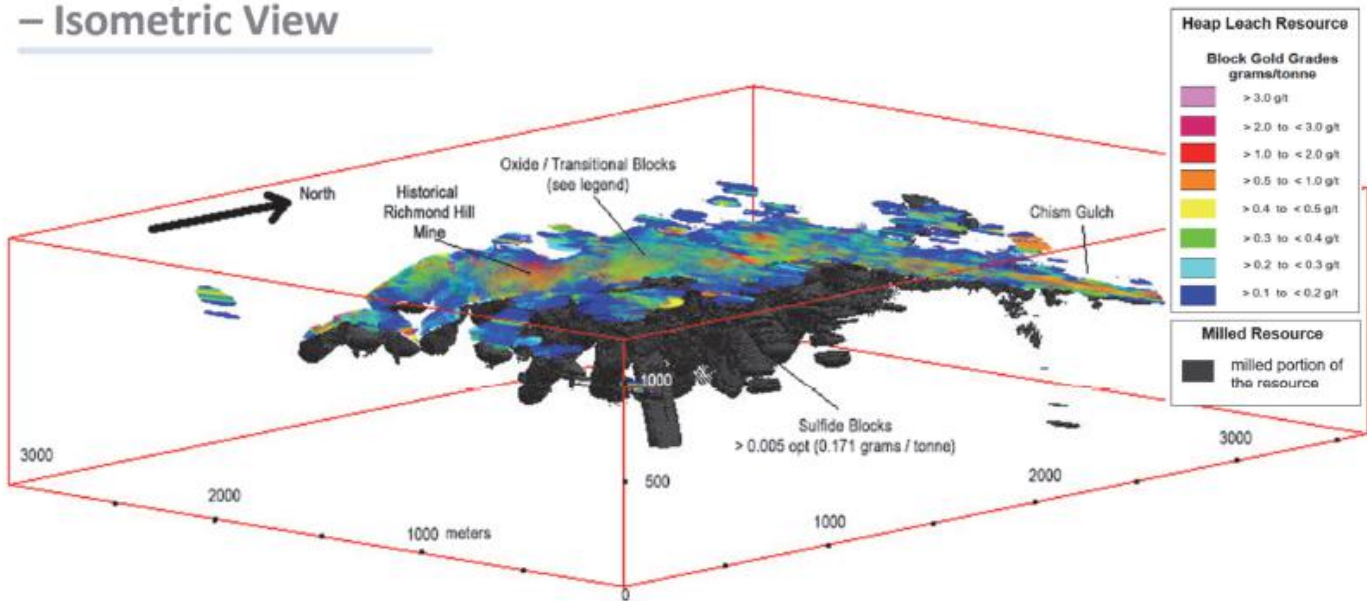 – Isometric View
Heap Leach Resource
Block Gold Grades
grams/tonne
> 3.0 g/t
> 2.0 to < 3.0 g/t
> 1.0 to < 2.0 g/t
> 0.5 to < 1.0 g/t
> 0.4 to < 0.5 g/t
> 0.3 to < 0.4 g/t
> 0.2 to < 0.3 g/t
> 0.1 to < 0.2 g/t
Milled Resource
milled portion of
the resource
North
Historical
Richmond Hill
Mine
Oxide / Transitional Blocks
(see legend)
Chism Gulch
Sulfide Blocks
> 0.005 opt (0.171 grams / tonne)
3000
2000
1000 meters
0
500
1000
1000
2000
3000